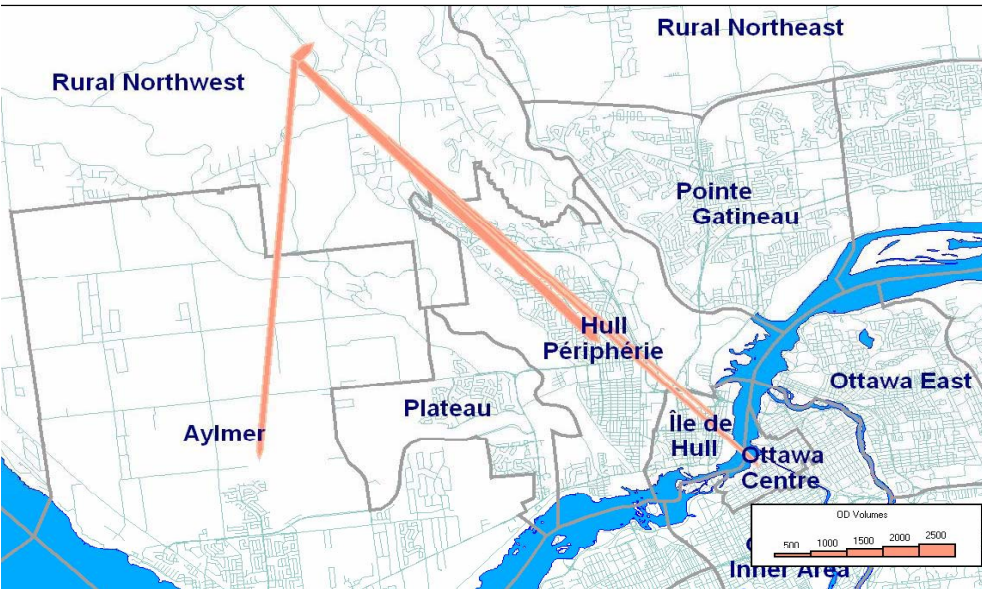 Rural Northeast
Rural Northwest
Pointe
Gatineau
Hull
Périphérie
Ottawa East
Plateau
Île de
Hull
Aylmer
Ottawa
Centre
OD Volumes
500 1000 1500 2000 2500
Inner Area